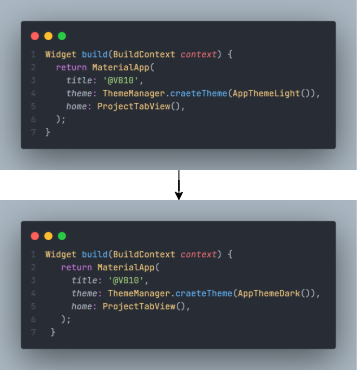 1 Widget build(BuildContext context) {
2 return MaterialApp(
3 title: '@VB10',
4 theme: ThemeManager.craeteTheme(AppThemeLight()),
5 home: ProjectTabView(),
6 );
7 }
1 Widget build(BuildContext context) {
2 return MaterialApp(
3 title: '@VB10',
4 theme: ThemeManager.craeteTheme(AppThemeDark()),
5 home: ProjectTabView(),
6 );
7 }